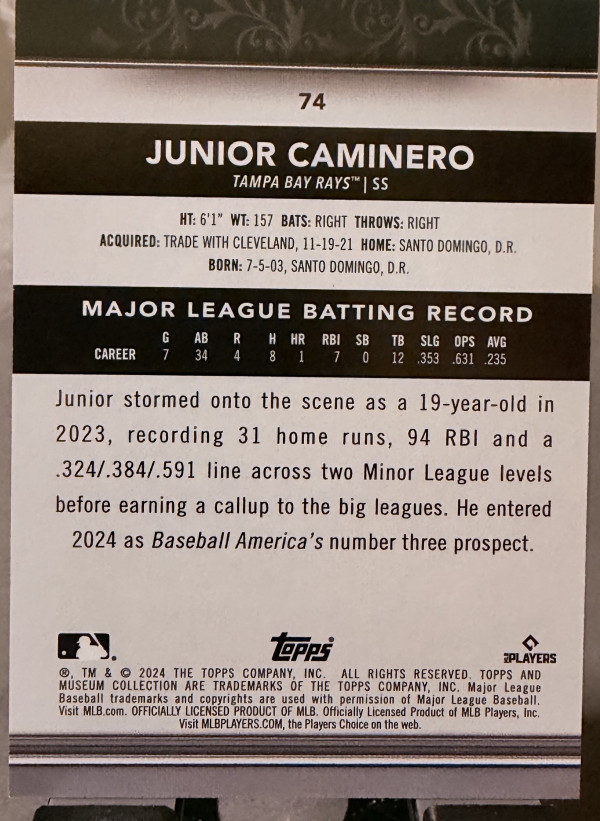 74
JUNIOR CAMINERO
TAMPA BAY RAYS™ | SS
HT: 6'1" WT: 157 BATS: RIGHT THROWS: RIGHT
ACQUIRED: TRADE WITH CLEVELAND, 11-19-21 HOME: SANTO DOMINGO, D.R.
BORN: 7-5-03, SANTO DOMINGO, D.R.
MAJOR LEAGUE BATTING RECORD
G AB R H HR RBI SB TB SLG OPS AVG
CAREER 7 34 4 8 1 7 0 12 .353 .631 .235
Junior stormed onto the scene as a 19-year-old in
2023, recording 31 home runs, 94 RBI and a
.324/.384/.591 line across two Minor League levels
before earning a callup to the big leagues. He entered
2024 as Baseball America's number three prospect.
Topps
MLB PLAYERS
®, TM & © 2024 THE TOPPS COMPANY, INC. ALL RIGHTS RESERVED. TOPPS AND
MUSEUM COLLECTION ARE TRADEMARKS OF THE TOPPS COMPANY, INC. Major League
Baseball trademarks and copyrights are used with permission of Major League Baseball.
Visit MLB.com. OFFICIALLY LICENSED PRODUCT OF MLB. Officially Licensed Product of MLB Players, Inc.
Visit MLBPLAYERS.COM, the Players Choice on the web.